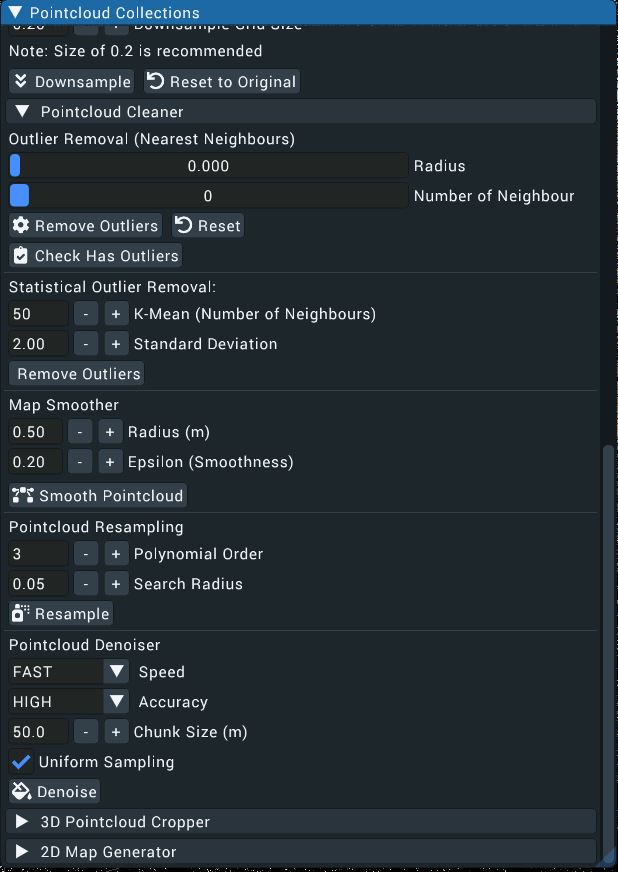 Pointcloud Collections
0.20 - + Downsample Grid Size
Note: Size of 0.2 is recommended
Downsample Reset to Original
Pointcloud Cleaner
Outlier Removal (Nearest Neighbours)
0.000 Radius
0 Number of Neighbour
Remove Outliers Reset
Check Has Outliers
Statistical Outlier Removal:
50 - + K-Mean (Number of Neighbours)
2.00 - + Standard Deviation
Remove Outliers
Map Smoother
0.50 - + Radius (m)
0.20 - + Epsilon (Smoothness)
Smooth Pointcloud
Pointcloud Resampling
3 - + Polynomial Order
0.05 - + Search Radius
Resample
Pointcloud Denoiser
FAST Speed
HIGH Accuracy
50.0 - + Chunk Size (m)
Uniform Sampling
Denoise
3D Pointcloud Cropper
2D Map Generator